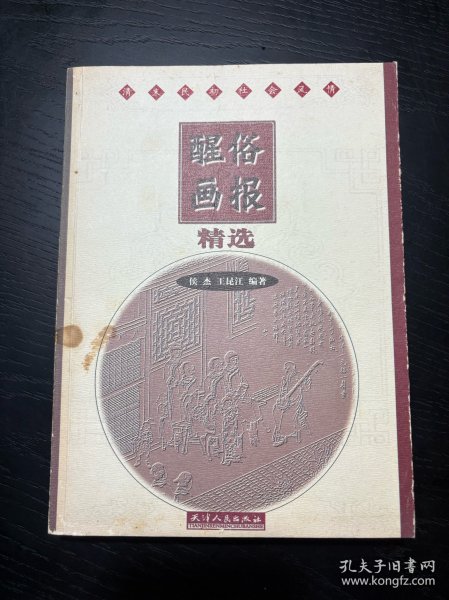 清末民初社会风情
醒俗
画报
精选
侯杰 王昆江 编著
天津人民出版社
TIANJINRENMINCHUBANSHE
孔夫子旧书网
www.kongfz.com